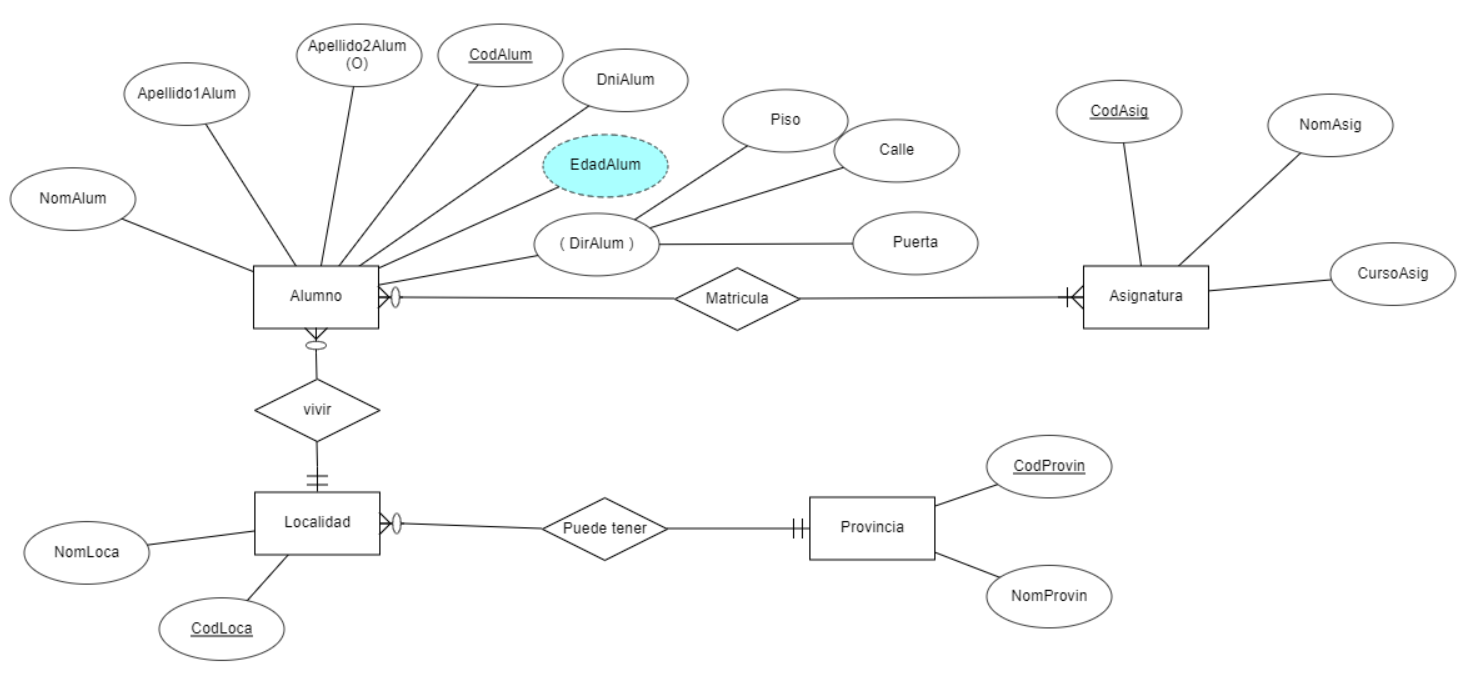 Apellido2Alum
(O)
CodAlum
DniAlum
Apellido1Alum
Piso
CodAsig
NomAsig
Calle
EdadAlum
NomAlum
( DirAlum )
Puerta
CursoAsig
Alumno
Matricula
Asignatura
vivir
CodProvin
Localidad
Puede tener
Provincia
NomLoca
NomProvin
CodLoca